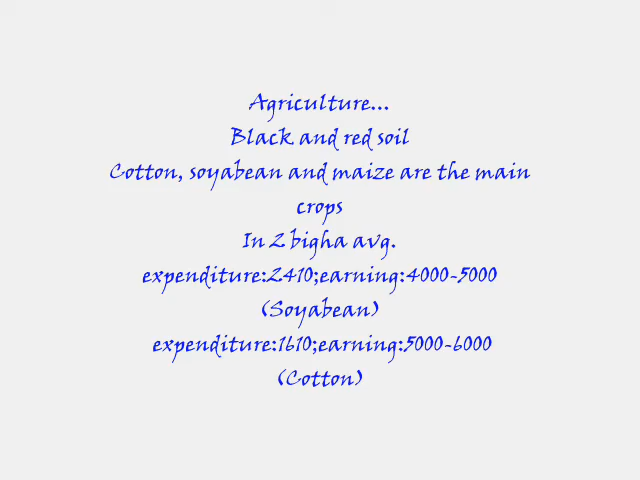 Agriculture...
Black and red soil
Cotton, soyabean and maize are the main
crops
In 2 bigha avg.
expenditure:2410;earning:4000-5000
(Soyabean)
expenditure:1610;earning:5000-6000
(Cotton)